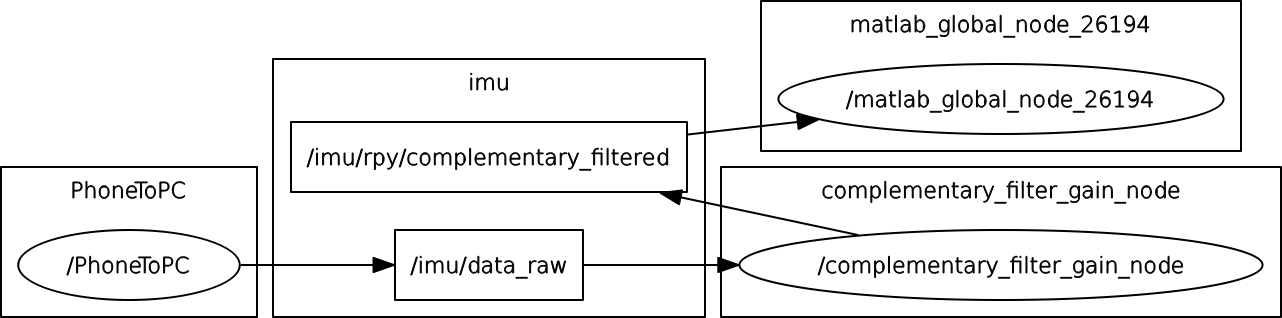 matlab_global_node_26194
/matlab_global_node_26194
imu
/imu/rpy/complementary_filtered
PhoneToPC
complementary_filter_gain_node
/PhoneToPC
/imu/data_raw
/complementary_filter_gain_node